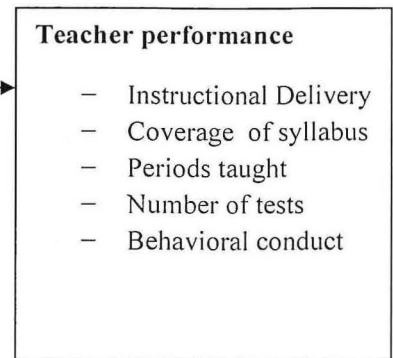 Teacher performance
– Instructional Delivery
– Coverage of syllabus
– Periods taught
– Number of tests
– Behavioral conduct